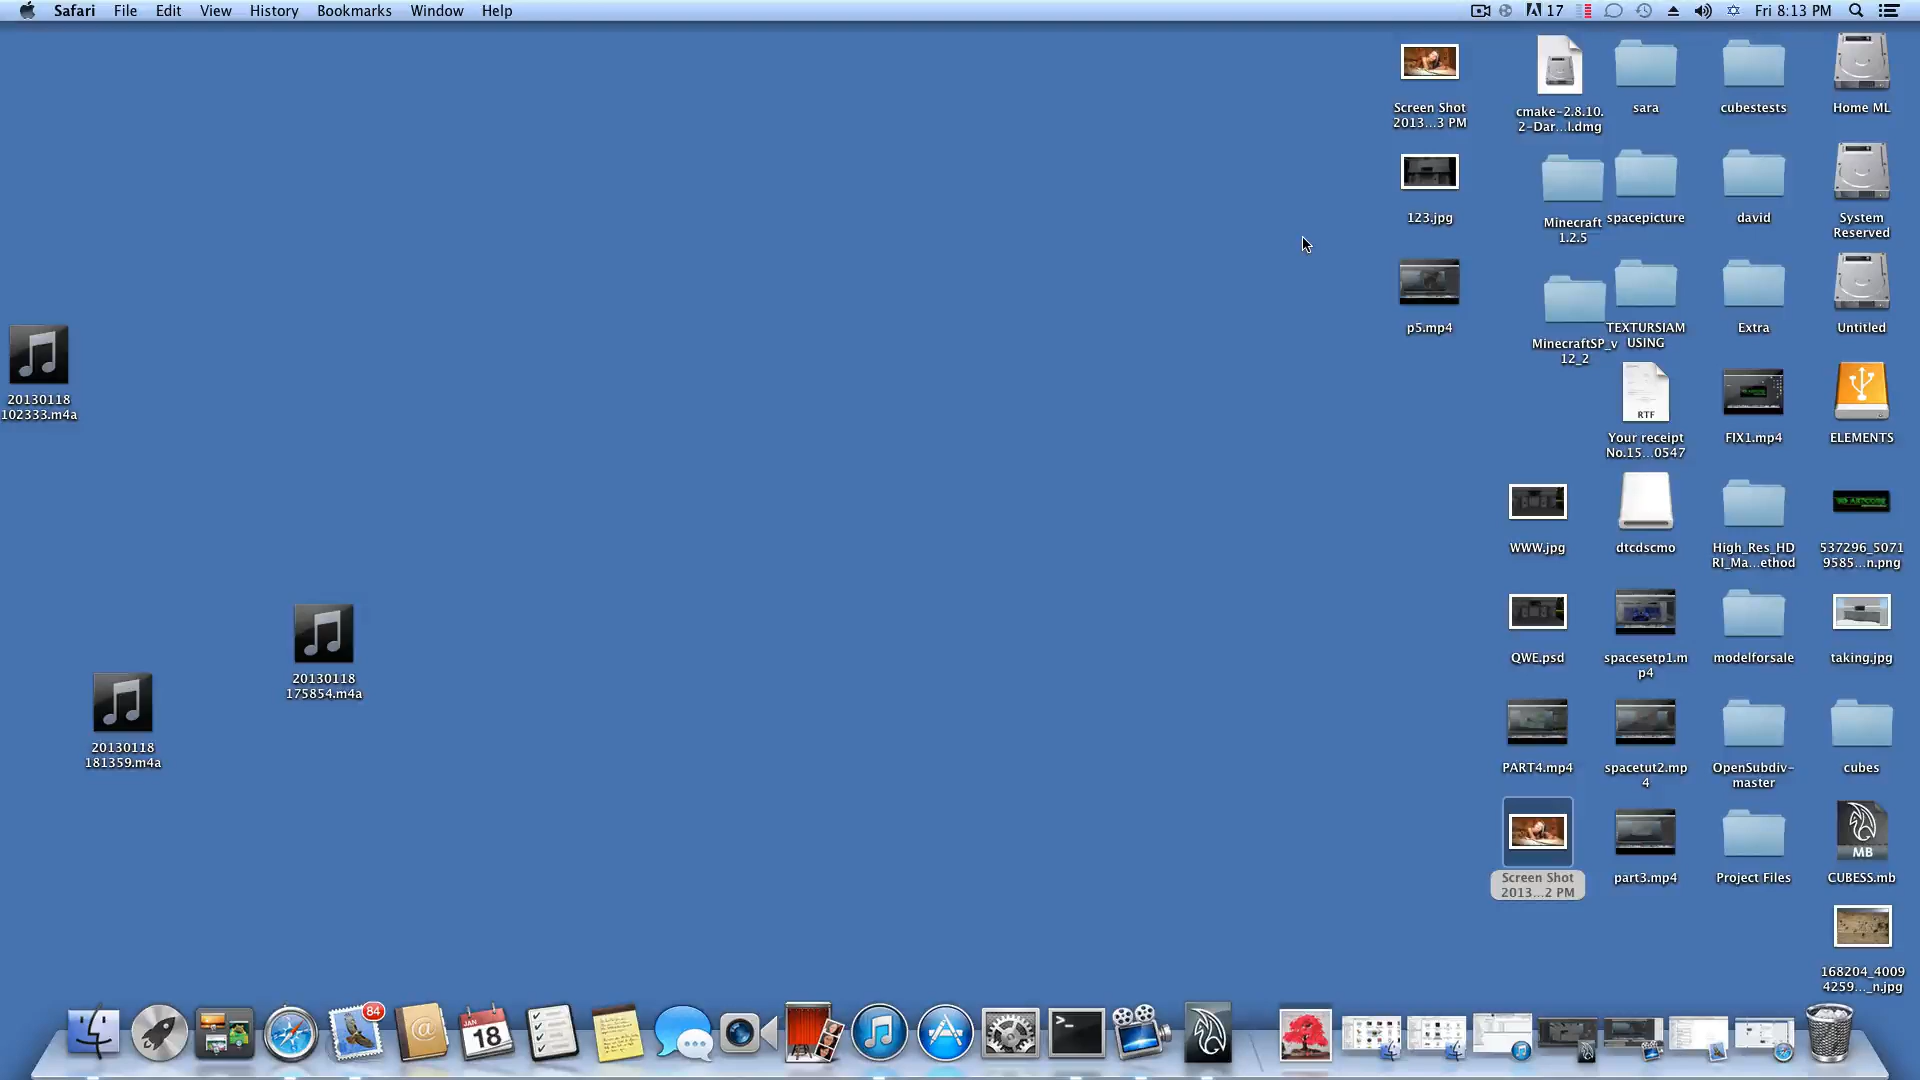 Safari File Edit View History Bookmarks Window Help
17 Fri 8:13 PM
Screen Shot
2013...3 PM
cmake-2.8.10.
2-Dar...l.dmg
sara
cubestests
Home ML
123.jpg
Minecraft
1.2.5
spacepicture
david
System
Reserved
p5.mp4
MinecraftSP_v
12_2
TEXTURSIAM
USING
Extra
Untitled
20130118
102333.m4a
RTF
Your receipt
No.15...0547
FIX1.mp4
ELEMENTS
WWW.jpg
dtcdscmo
High_Res_HD
RI_Ma...ethod
537296_5071
9585...n.png
20130118
175854.m4a
QWE.psd
spacesetp1.m
p4
modelforsale
taking.jpg
20130118
181359.m4a
PART4.mp4
spacetut2.mp
4
OpenSubdiv-
master
cubes
Screen Shot
2013...2 PM
part3.mp4
Project Files
MB
CUBESS.mb
168204_4009
4259..._n.jpg
84
JAN
18